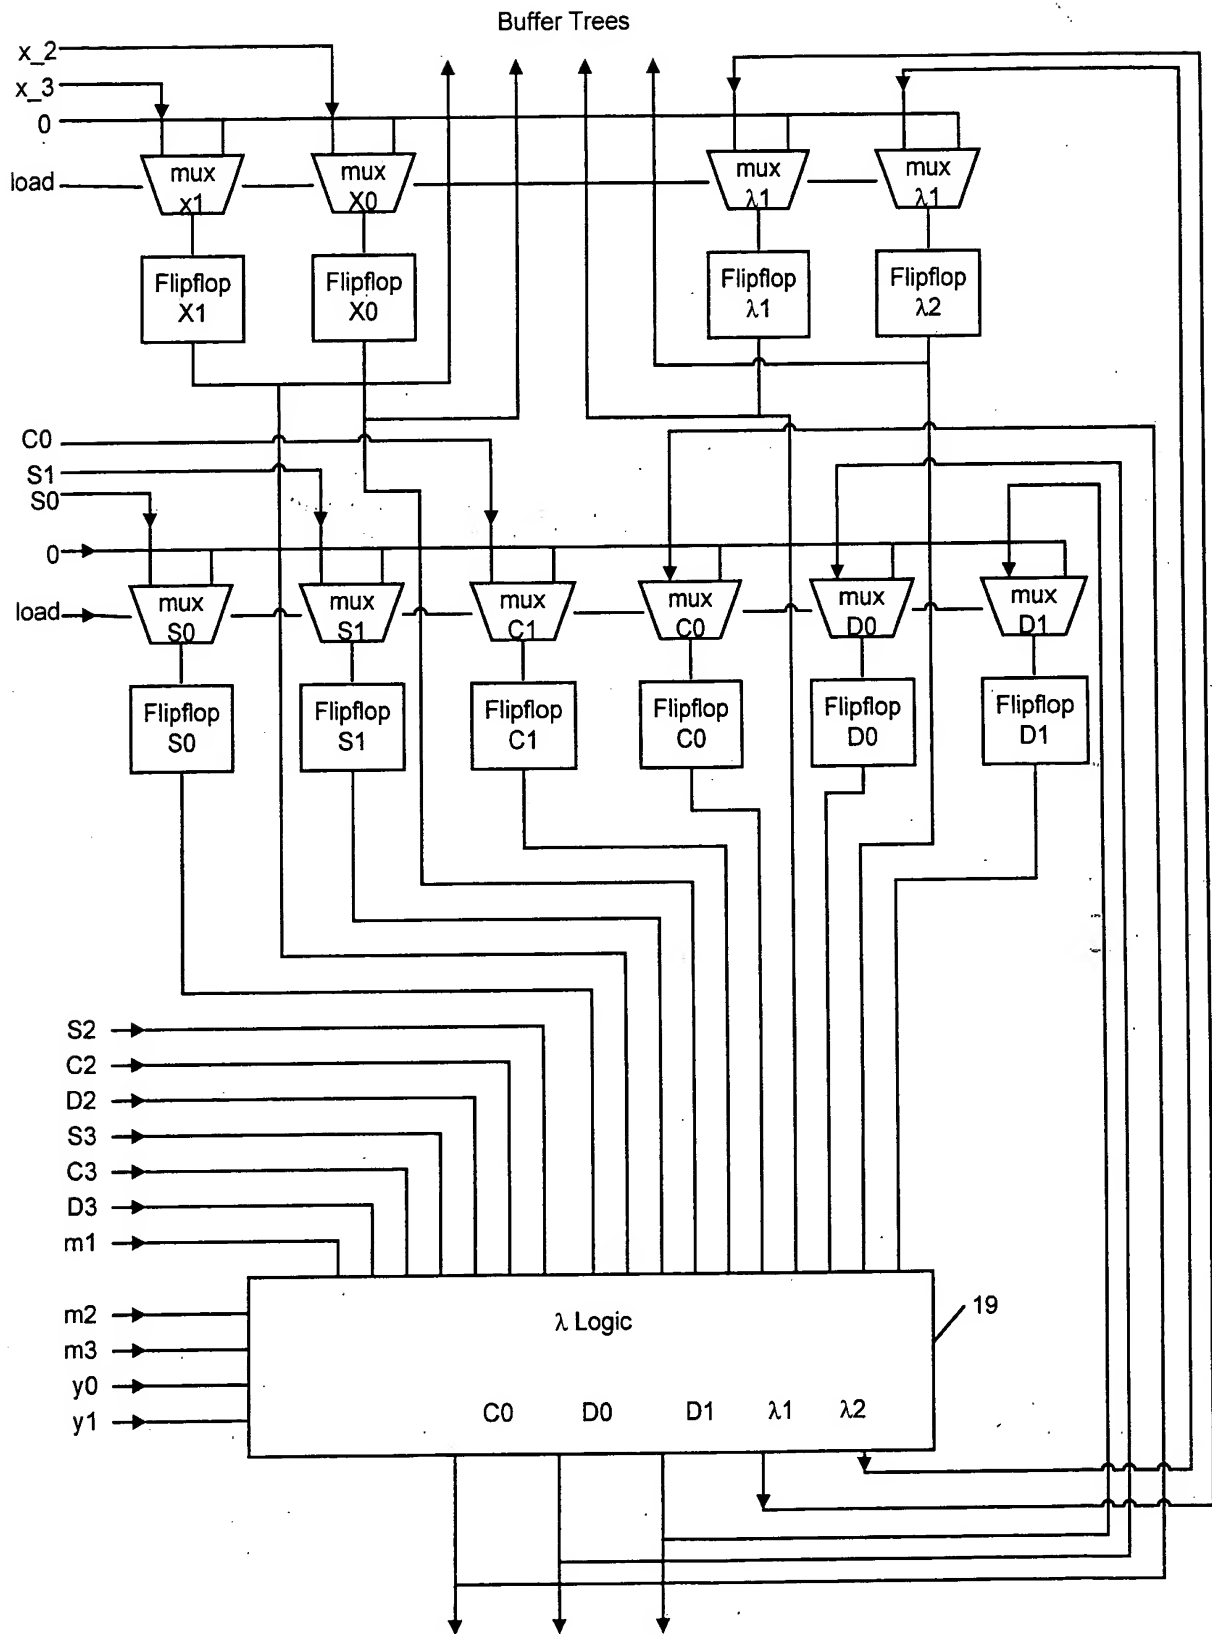 Buffer Trees
x_2
x_3
0
load
mux
x1
mux
X0
mux
λ1
mux
λ1
Flipflop
X1
Flipflop
X0
Flipflop
λ1
Flipflop
λ2
C0
S1
S0
0
load
mux
S0
mux
S1
mux
C1
mux
C0
mux
D0
mux
D1
Flipflop
S0
Flipflop
S1
Flipflop
C1
Flipflop
C0
Flipflop
D0
Flipflop
D1
S2
C2
D2
S3
C3
D3
m1
m2
m3
y0
y1
λ Logic
19
C0 D0 D1 λ1 λ2